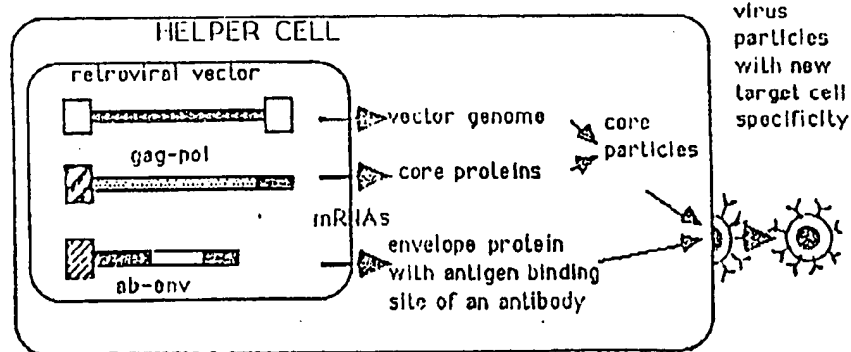 HELPER CELL
retroviral vector
gag-pol
ab-env
mRNAs
vector genome
core proteins
envelope protein
with antigen binding
site of an antibody
core
particles
virus
particles
with new
target cell
specificity